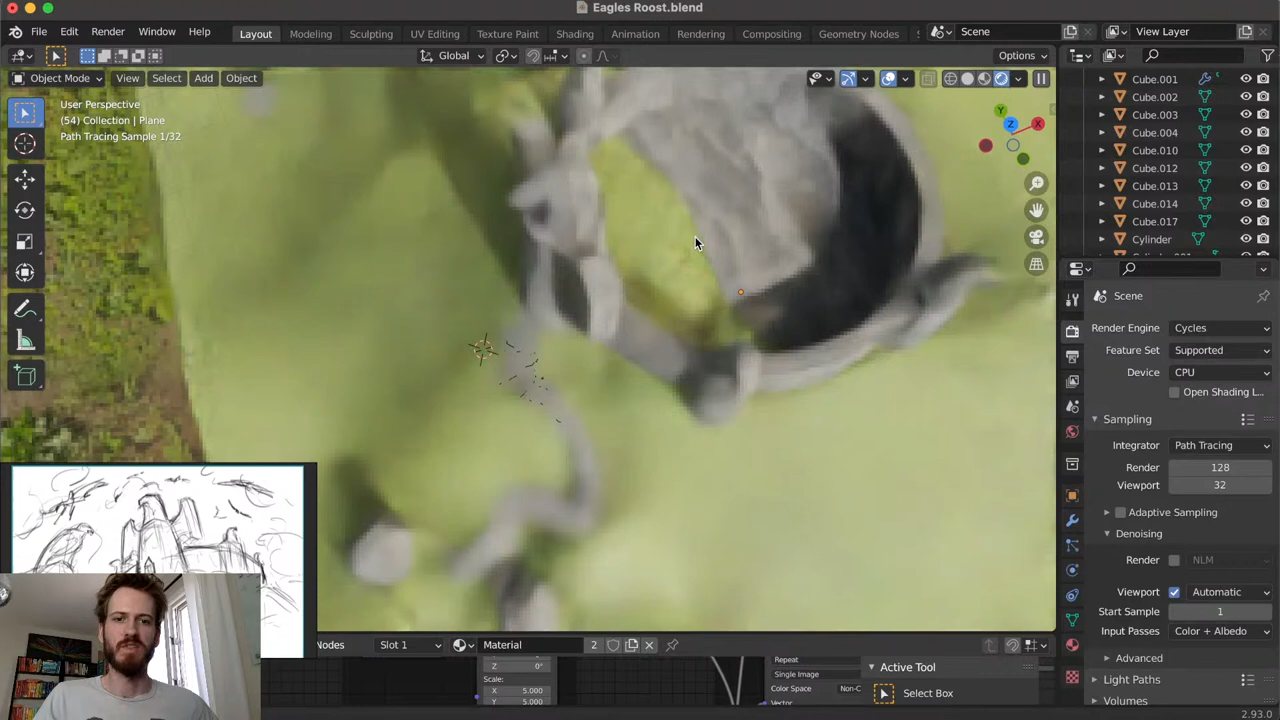 Eagles Roost.blend
File Edit Render Window Help Layout Modeling Sculpting UV Editing Texture Paint Shading Animation Rendering Compositing Geometry Nodes Scene View Layer
Global Options
Object Mode View Select Add Object
User Perspective
(54) Collection | Plane
Path Tracing Sample 1/32
Y
Z
X
Cube.001
Cube.002
Cube.003
Cube.004
Cube.010
Cube.012
Cube.013
Cube.014
Cube.017
Cylinder
Scene
Render Engine Cycles
Feature Set Supported
Device CPU
Open Shading L...
Sampling
Integrator Path Tracing
Render 128
Viewport 32
Adaptive Sampling
Denoising
Render NLM
Viewport Automatic
Start Sample 1
Input Passes Color + Albedo
Advanced
Light Paths
Volumes
Nodes Slot 1 Material 2
Z 0°
Scale:
X 5.000
Y 5.000
Repeat
Single Image
Color Space Non-C
Vector
Active Tool
Select Box
2.93.0